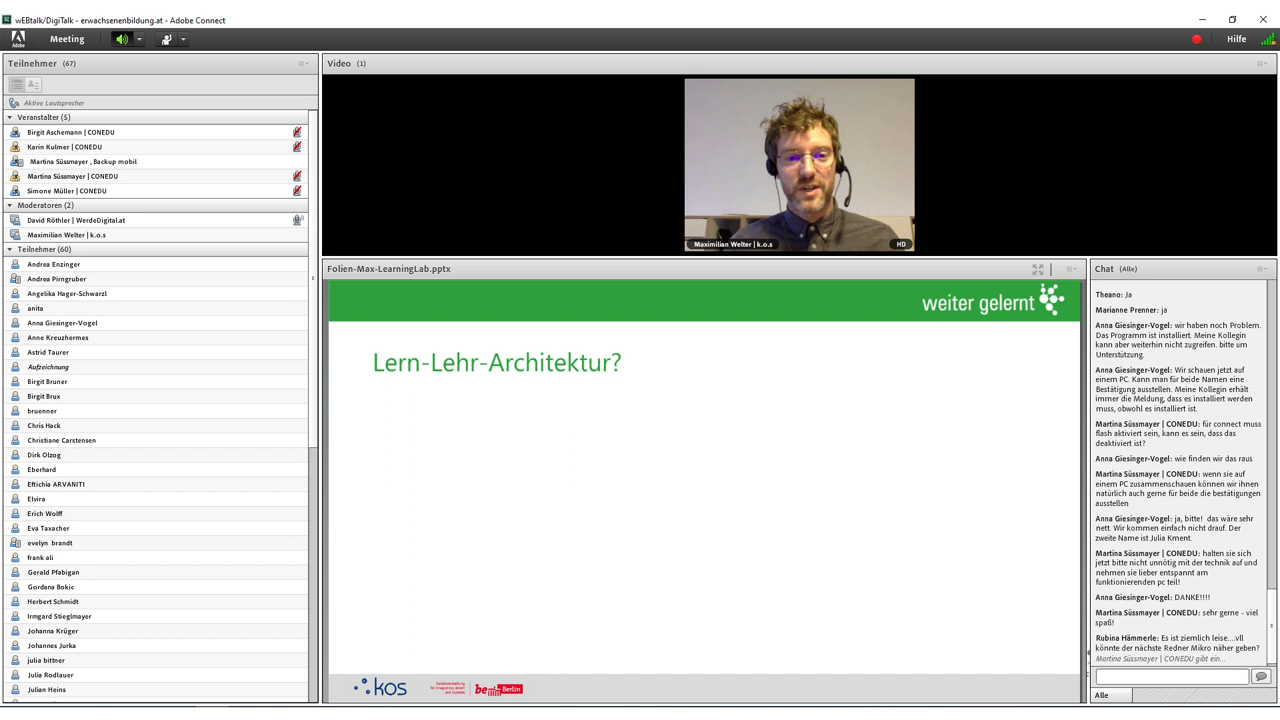 wEBtalk/DigiTalk - erwachsenenbildung.at - Adobe Connect
Adobe
Meeting
Hilfe
Teilnehmer (67)
Aktive Lautsprecher
Veranstalter (5)
Birgit Aschemann | CONEDU
Karin Kulmer | CONEDU
Martina Süssmayer , Backup mobil
Martina Süssmayer | CONEDU
Simone Müller | CONEDU
Moderatoren (2)
David Röthler | WerdeDigital.at
Maximilian Welter | k.o.s
Teilnehmer (60)
Andrea Enzinger
Andrea Pirngruber
Angelika Hager-Schwarzl
anita
Anna Giesinger-Vogel
Anne Kreuzhermes
Astrid Taurer
Aufzeichnung
Birgit Bruner
Birgit Brux
bruenner
Chris Hack
Christiane Carstensen
Dirk Olzog
Eberhard
Eftichia ARVANITI
Elvira
Erich Wolff
Eva Taxacher
evelyn brandt
frank ali
Gerald Pfabigan
Gordana Bokic
Herbert Schmidt
Irmgard Stieglmayer
Johanna Krüger
Johannes Jurka
julia bittner
Julia Rodlauer
Julian Heins
Video (1)
Maximilian Welter | k.o.s
HD
Folien-Max-LearningLab.pptx
weiter gelernt
Lern-Lehr-Architektur?
kos
Senatsverwaltung
für Integration, Arbeit
und Soziales
be Berlin
Chat (Alle)
Theano: Ja
Marianne Prenner: ja
Anna Giesinger-Vogel: wir haben noch Problem.
Das Programm ist installiert. Meine Kollegin
kann aber weiterhin nicht zugreifen. bitte um
Unterstützung.
Anna Giesinger-Vogel: Wir schauen jetzt auf
einem PC. Kann man für beide Namen eine
Bestätigung ausstellen. Meine Kollegin erhält
immer die Meldung, dass es installiert werden
muss, obwohl es installiert ist.
Martina Süssmayer | CONEDU: für connect muss
flash aktiviert sein, kann es sein, dass das
deaktiviert ist?
Anna Giesinger-Vogel: wie finden wir das raus
Martina Süssmayer | CONEDU: wenn sie auf
einem PC zusammenschauen können wir ihnen
natürlich auch gerne für beide die bestätigungen
ausstellen
Anna Giesinger-Vogel: ja, bitte! das wäre sehr
nett. Wir kommen einfach nicht drauf. Der
zweite Name ist Julia Kment.
Martina Süssmayer | CONEDU: halten sie sich
jetzt bitte nicht unnötig mit der technik auf und
nehmen sie lieber entspannt am
funktionierenden pc teil!
Anna Giesinger-Vogel: DANKE!!!!
Martina Süssmayer | CONEDU: sehr gerne - viel
spaß!
Rubina Hämmerle: Es ist ziemlich leise....vll
könnte der nächste Redner Mikro näher geben?
Martina Süssmayer | CONEDU gibt ein...
Alle